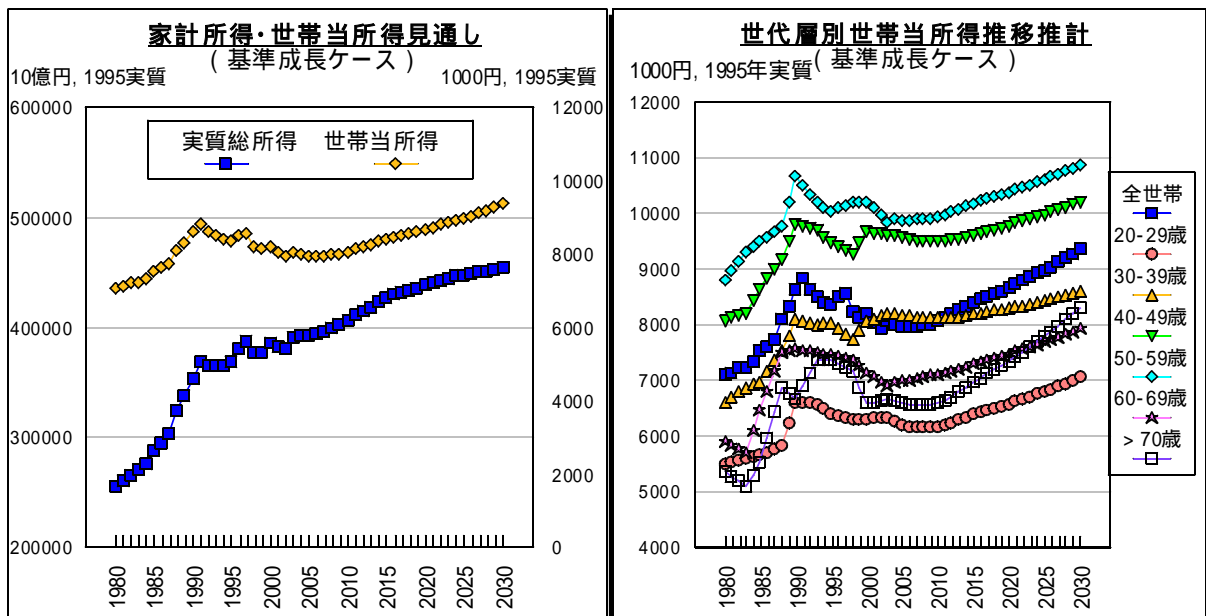 家計所得・世帯当所得見通し
( 基準成長ケース )
10億円, 1995実質
1000円, 1995実質
600000
500000
400000
300000
200000
12000
10000
8000
6000
4000
2000
0
実質総所得 世帯当所得
1980
1985
1990
1995
2000
2005
2010
2015
2020
2025
2030
世代層別世帯当所得推移推計
( 基準成長ケース )
1000円, 1995年実質
12000
11000
10000
9000
8000
7000
6000
5000
4000
1980
1985
1990
1995
2000
2005
2010
2015
2020
2025
2030
全世帯
20-29歳
30-39歳
40-49歳
50-59歳
60-69歳
>70歳